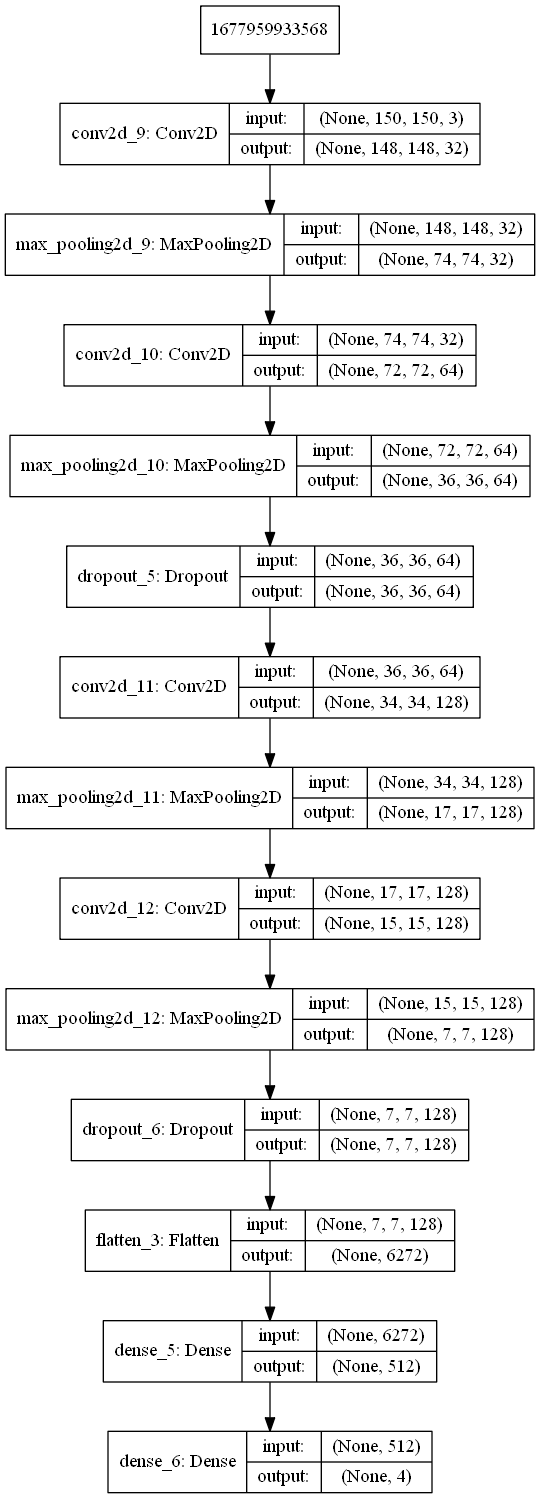 1677959933568
conv2d_9: Conv2D
input:
(None, 150, 150, 3)
output:
(None, 148, 148, 32)
max_pooling2d_9: MaxPooling2D
input:
(None, 148, 148, 32)
output:
(None, 74, 74, 32)
conv2d_10: Conv2D
input:
(None, 74, 74, 32)
output:
(None, 72, 72, 64)
max_pooling2d_10: MaxPooling2D
input:
(None, 72, 72, 64)
output:
(None, 36, 36, 64)
dropout_5: Dropout
input:
(None, 36, 36, 64)
output:
(None, 36, 36, 64)
conv2d_11: Conv2D
input:
(None, 36, 36, 64)
output:
(None, 34, 34, 128)
max_pooling2d_11: MaxPooling2D
input:
(None, 34, 34, 128)
output:
(None, 17, 17, 128)
conv2d_12: Conv2D
input:
(None, 17, 17, 128)
output:
(None, 15, 15, 128)
max_pooling2d_12: MaxPooling2D
input:
(None, 15, 15, 128)
output:
(None, 7, 7, 128)
dropout_6: Dropout
input:
(None, 7, 7, 128)
output:
(None, 7, 7, 128)
flatten_3: Flatten
input:
(None, 7, 7, 128)
output:
(None, 6272)
dense_5: Dense
input:
(None, 6272)
output:
(None, 512)
dense_6: Dense
input:
(None, 512)
output:
(None, 4)